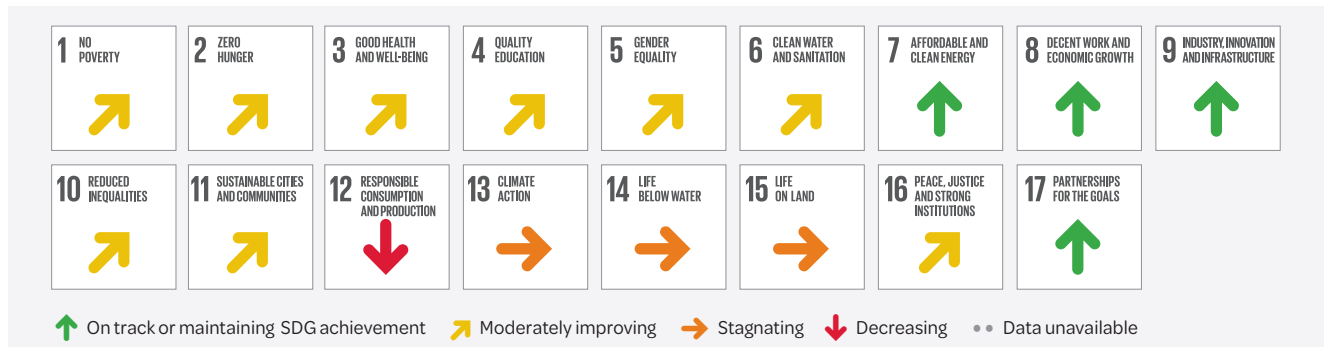 1 NO POVERTY
2 ZERO HUNGER
3 GOOD HEALTH AND WELL-BEING
4 QUALITY EDUCATION
5 GENDER EQUALITY
6 CLEAN WATER AND SANITATION
7 AFFORDABLE AND CLEAN ENERGY
8 DECENT WORK AND ECONOMIC GROWTH
9 INDUSTRY, INNOVATION AND INFRASTRUCTURE
10 REDUCED INEQUALITIES
11 SUSTAINABLE CITIES AND COMMUNITIES
12 RESPONSIBLE CONSUMPTION AND PRODUCTION
13 CLIMATE ACTION
14 LIFE BELOW WATER
15 LIFE ON LAND
16 PEACE, JUSTICE AND STRONG INSTITUTIONS
17 PARTNERSHIPS FOR THE GOALS
On track or maintaining SDG achievement
Moderately improving
Stagnating
Decreasing
Data unavailable